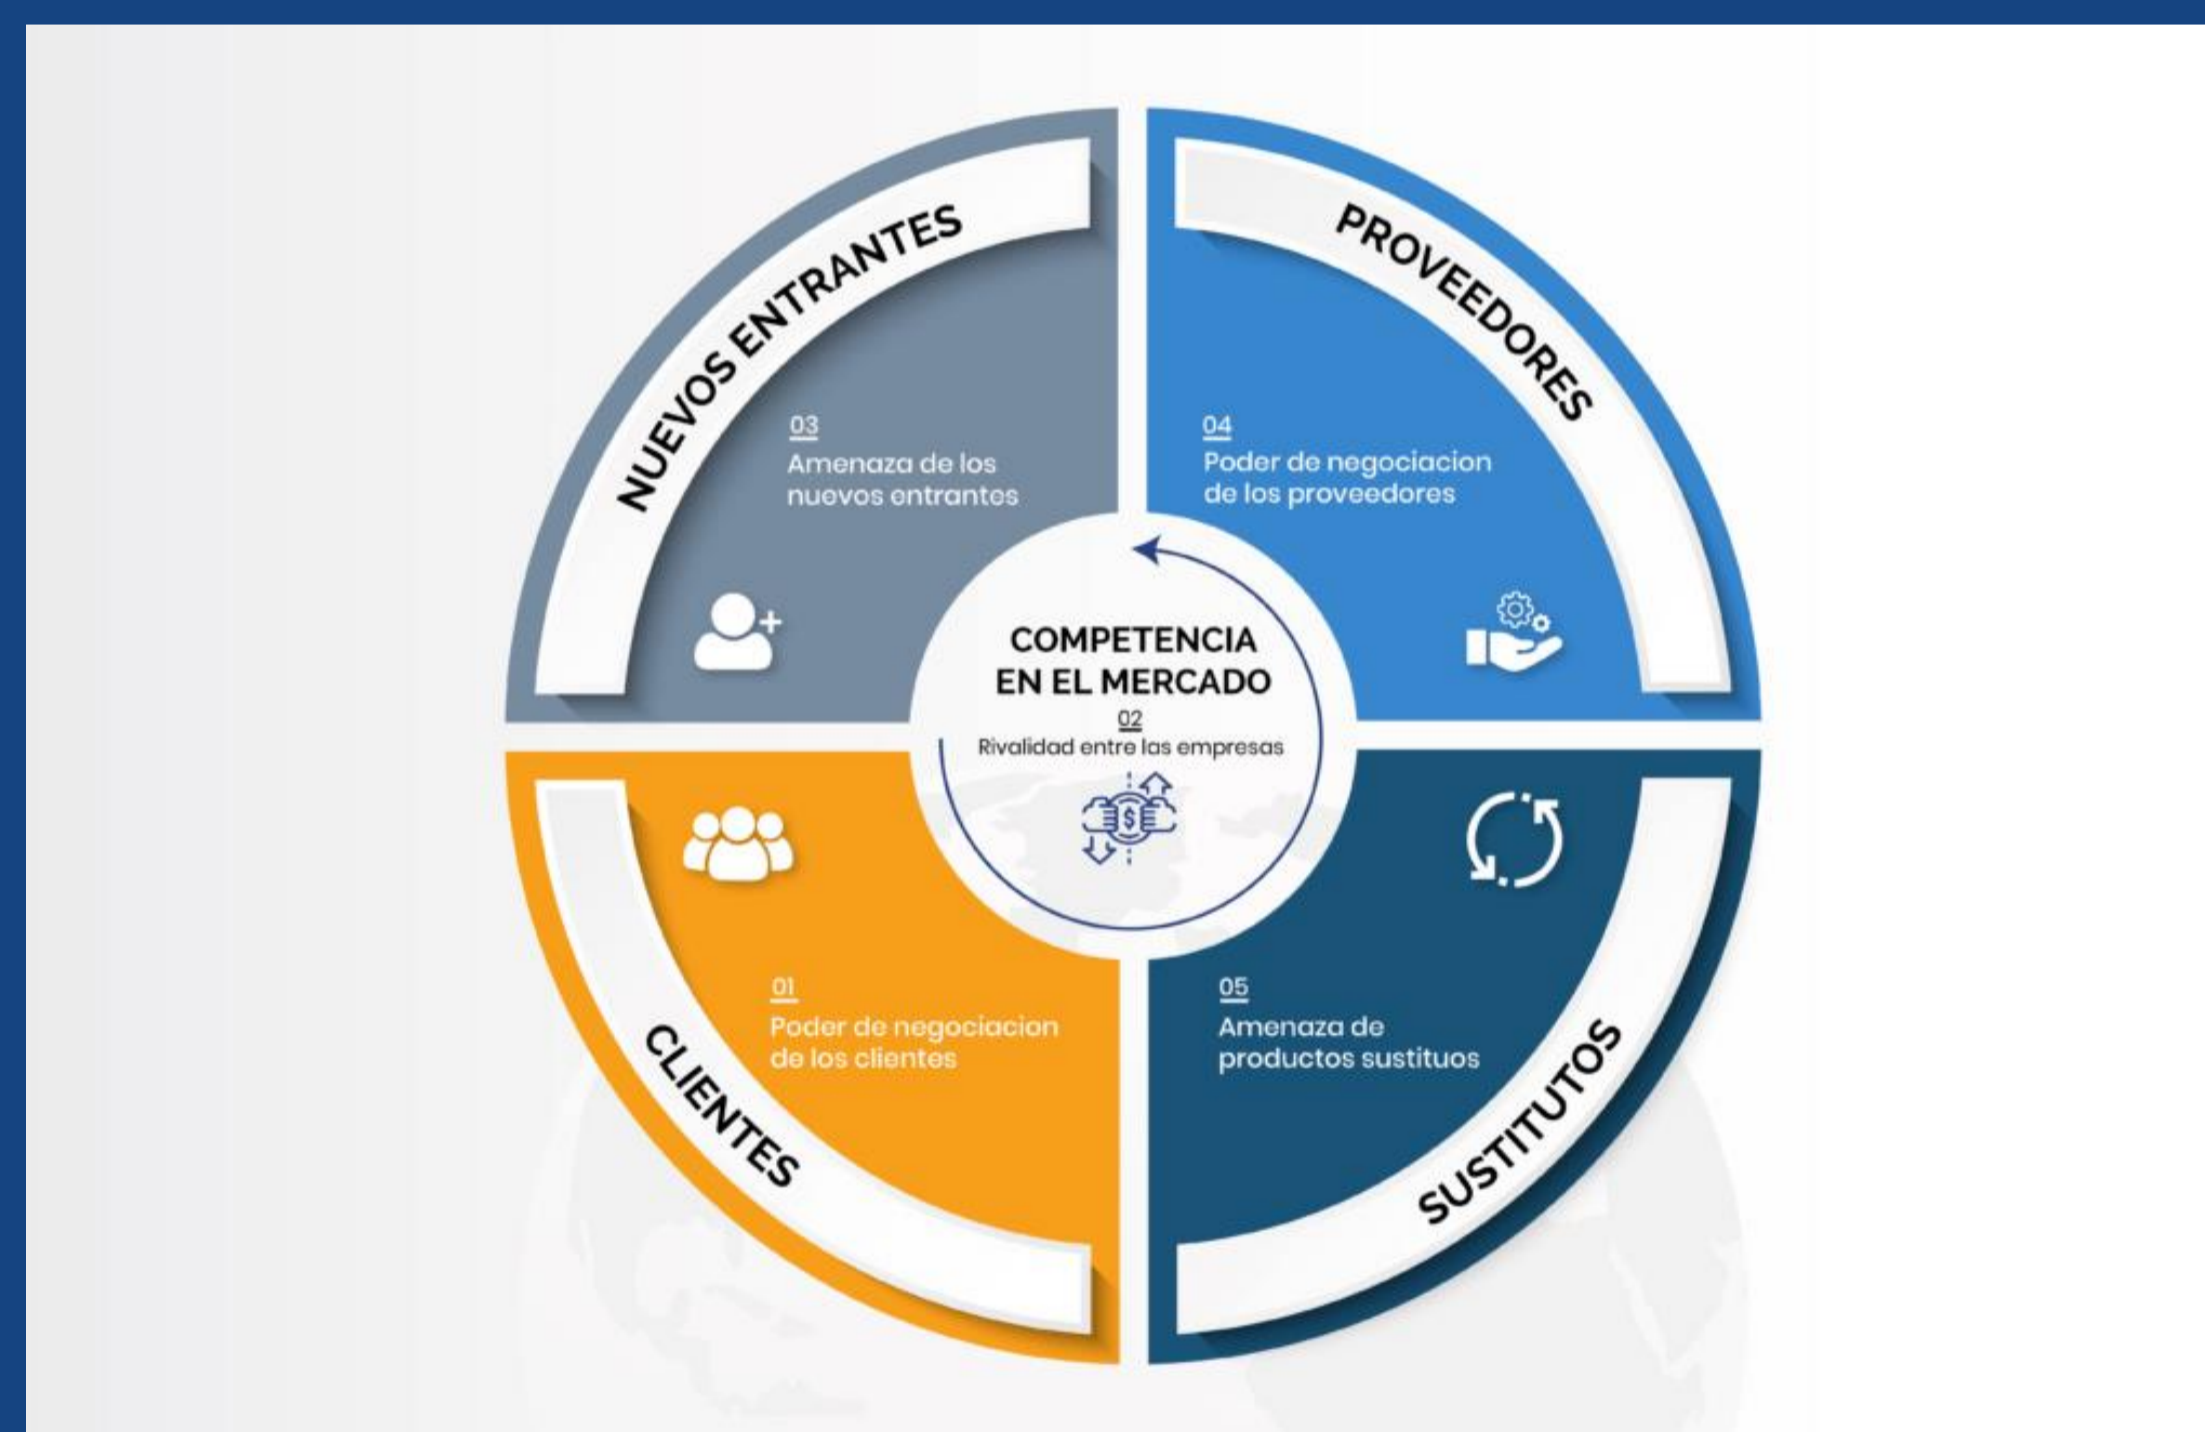 NUEVOS ENTRANTES
03
Amenaza de los
nuevos entrantes
PROVEEDORES
04
Poder de negociacion
de los proveedores
COMPETENCIA
EN EL MERCADO
02
Rivalidad entre las empresas
$
CLIENTES
01
Poder de negociacion
de los clientes
SUSTITUTOS
05
Amenaza de
productos sustituos